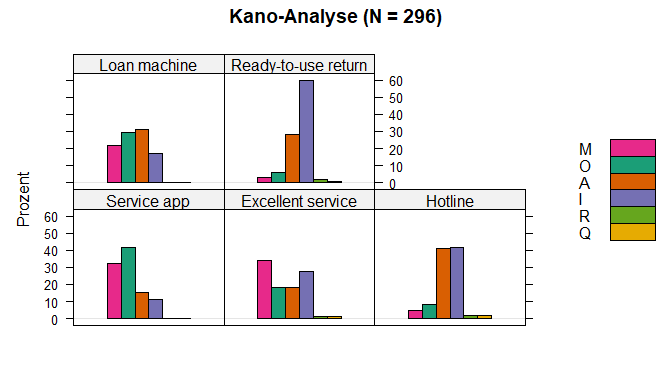 Kano-Analyse (N = 296)
Loan machine
Ready-to-use return
60
50
40
30
20
10
0
Prozent
Service app
Excellent service
Hotline
60
50
40
30
20
10
0
M
O
A
I
R
Q